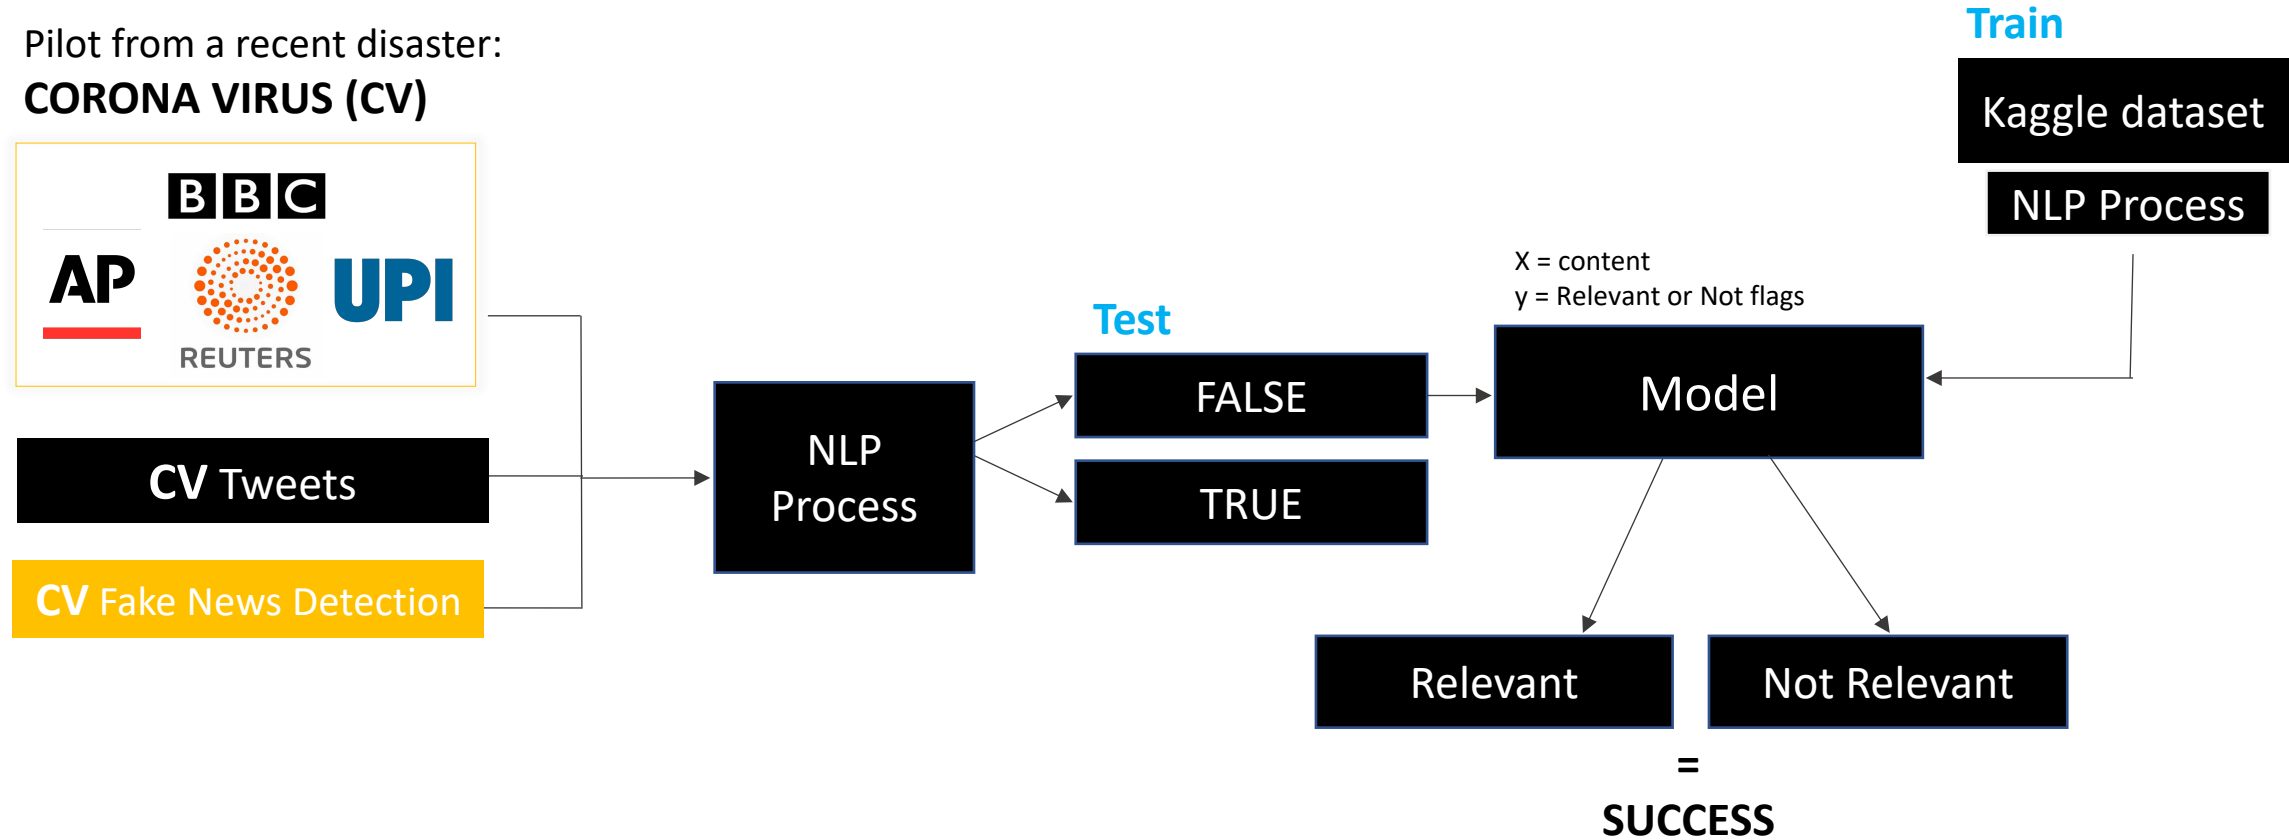 Pilot from a recent disaster:
CORONA VIRUS (CV)
BBC
AP
REUTERS
UPI
CV Tweets
CV Fake News Detection
NLP
Process
Test
FALSE
TRUE
X = content
y = Relevant or Not flags
Model
Train
Kaggle dataset
NLP Process
Relevant
Not Relevant
=
SUCCESS